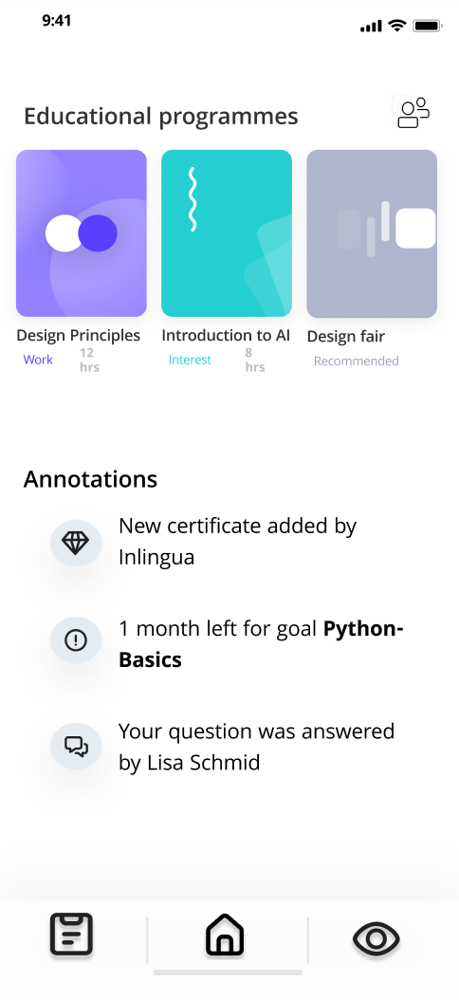 9:41
Educational programmes
Design Principles
Work
12
hrs
Introduction to AI
Interest
8
hrs
Design fair
Recommended
Annotations
New certificate added by
Inlingua
1 month left for goal Python-
Basics
Your question was answered
by Lisa Schmid